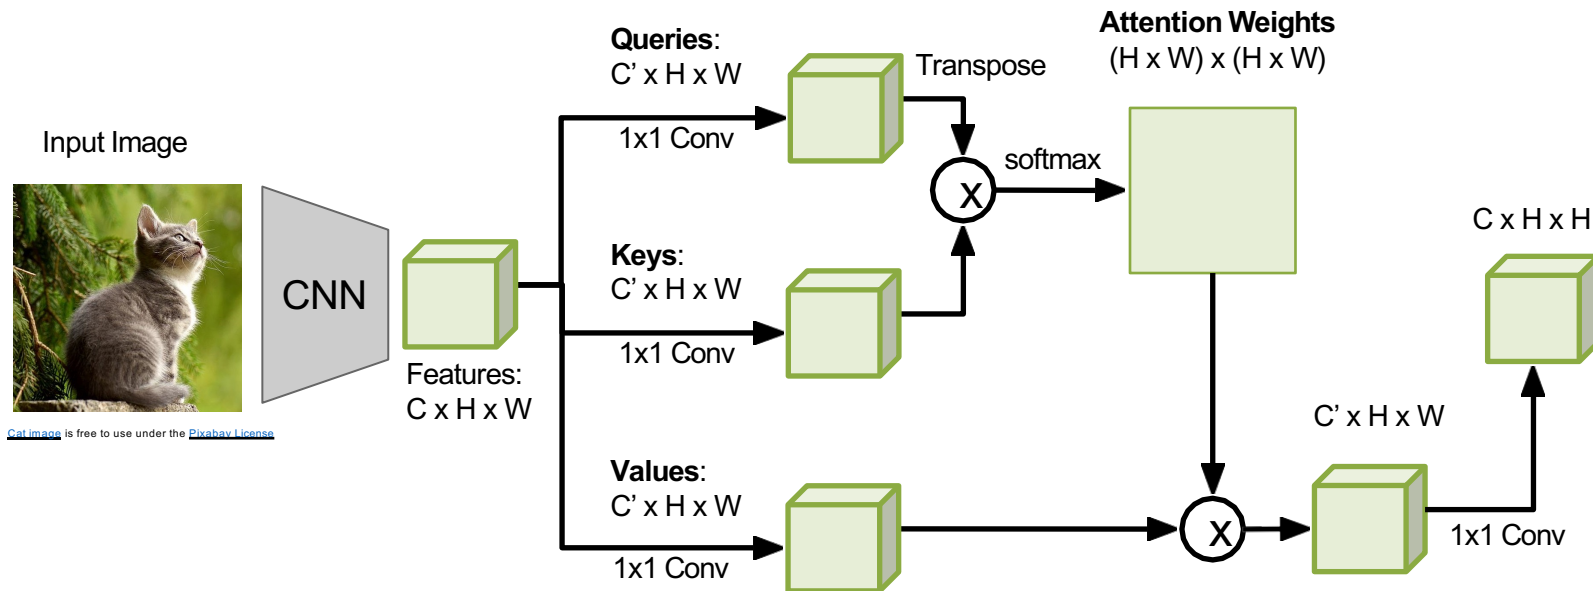 Input Image
Cat image is free to use under the Pixabay License
CNN
Features:
C x H x W
Queries:
C' x H x W
1x1 Conv
Keys:
C' x H x W
1x1 Conv
Values:
C' x H x W
1x1 Conv
Transpose
X
softmax
Attention Weights
(H x W) x (H x W)
X
C' x H x W
1x1 Conv
C x H x H